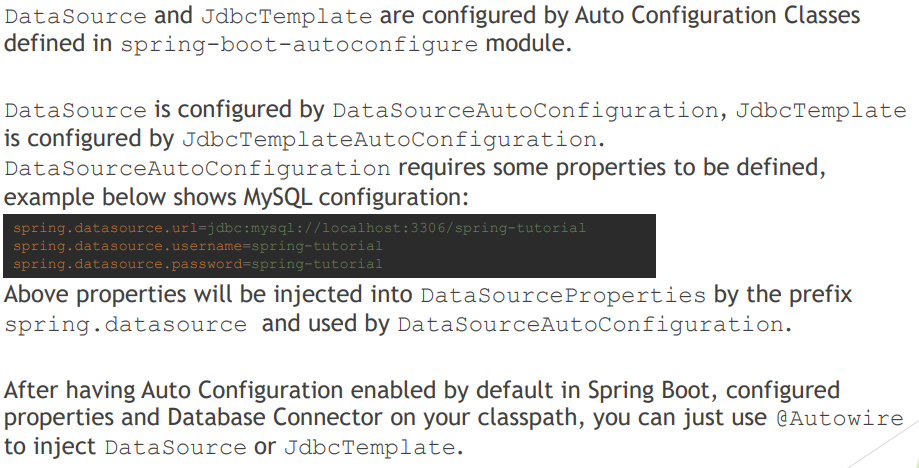 DataSource and JdbcTemplate are configured by Auto Configuration Classes
defined in spring-boot-autoconfigure module.
DataSource is configured by DataSourceAutoConfiguration, JdbcTemplate
is configured by JdbcTemplateAutoConfiguration.
DataSourceAutoConfiguration requires some properties to be defined,
example below shows MySQL configuration:
spring.datasource.url=jdbc:mysql://localhost:3306/spring-tutorial
spring.datasource.username=spring-tutorial
spring.datasource.password=spring-tutorial
Above properties will be injected into DataSourceProperties by the prefix
spring.datasource and used by DataSourceAutoConfiguration.
After having Auto Configuration enabled by default in Spring Boot, configured
properties and Database Connector on your classpath, you can just use @Autowire
to inject DataSource or JdbcTemplate.